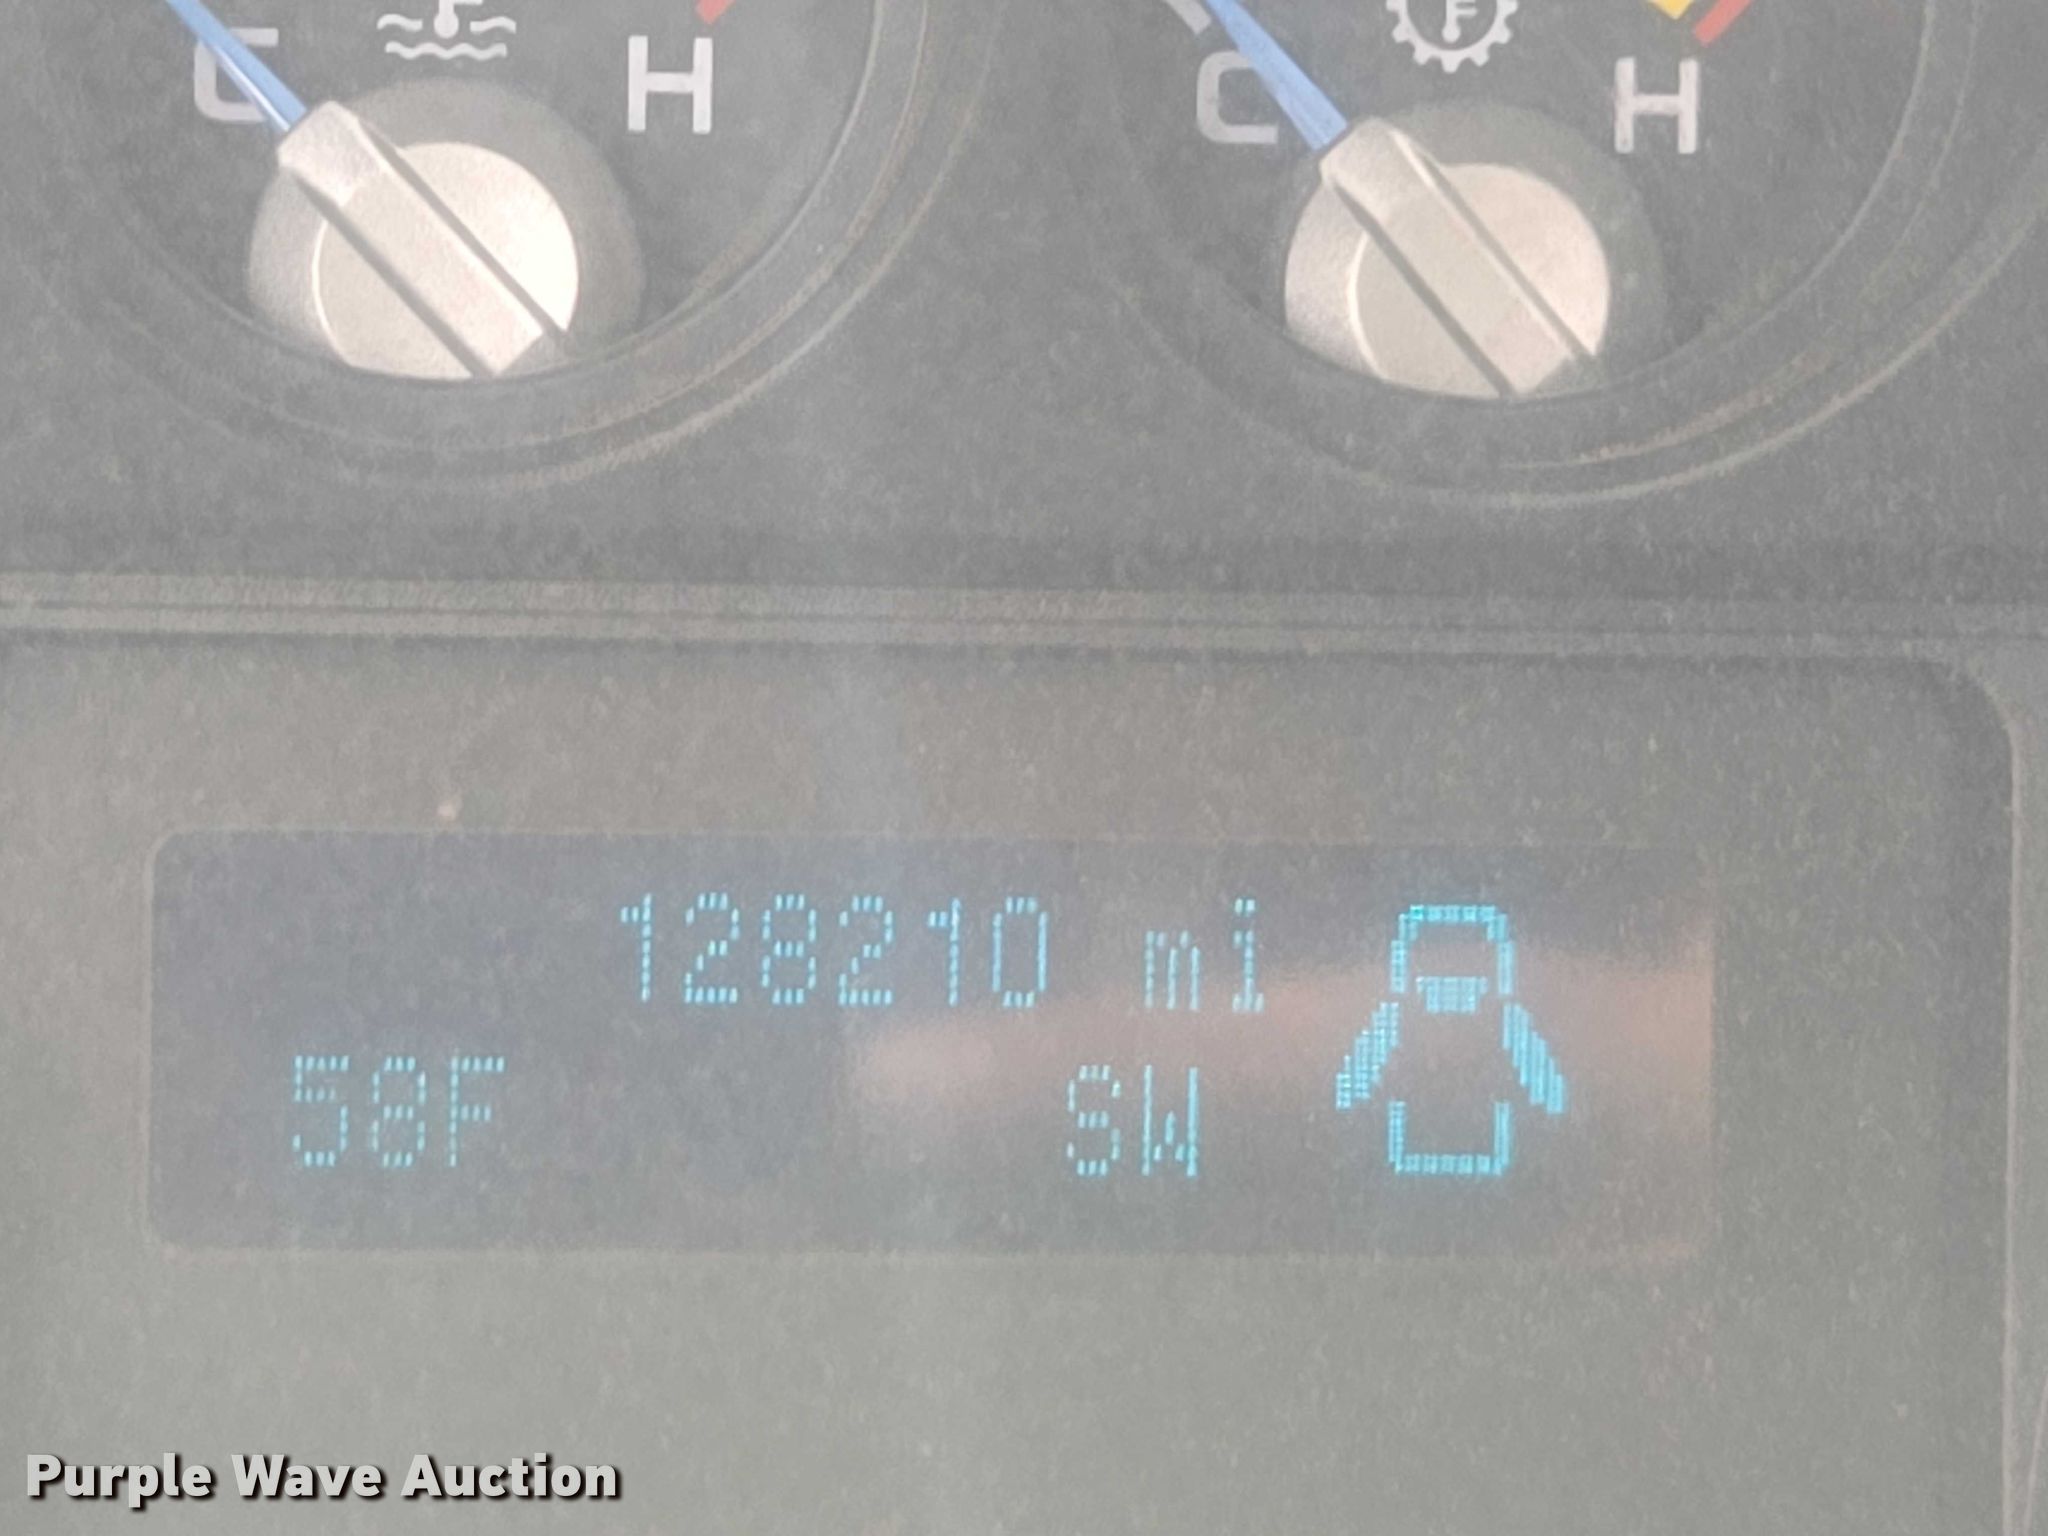 C F H
C F H
128210 mi
58F SW
Purple Wave Auction